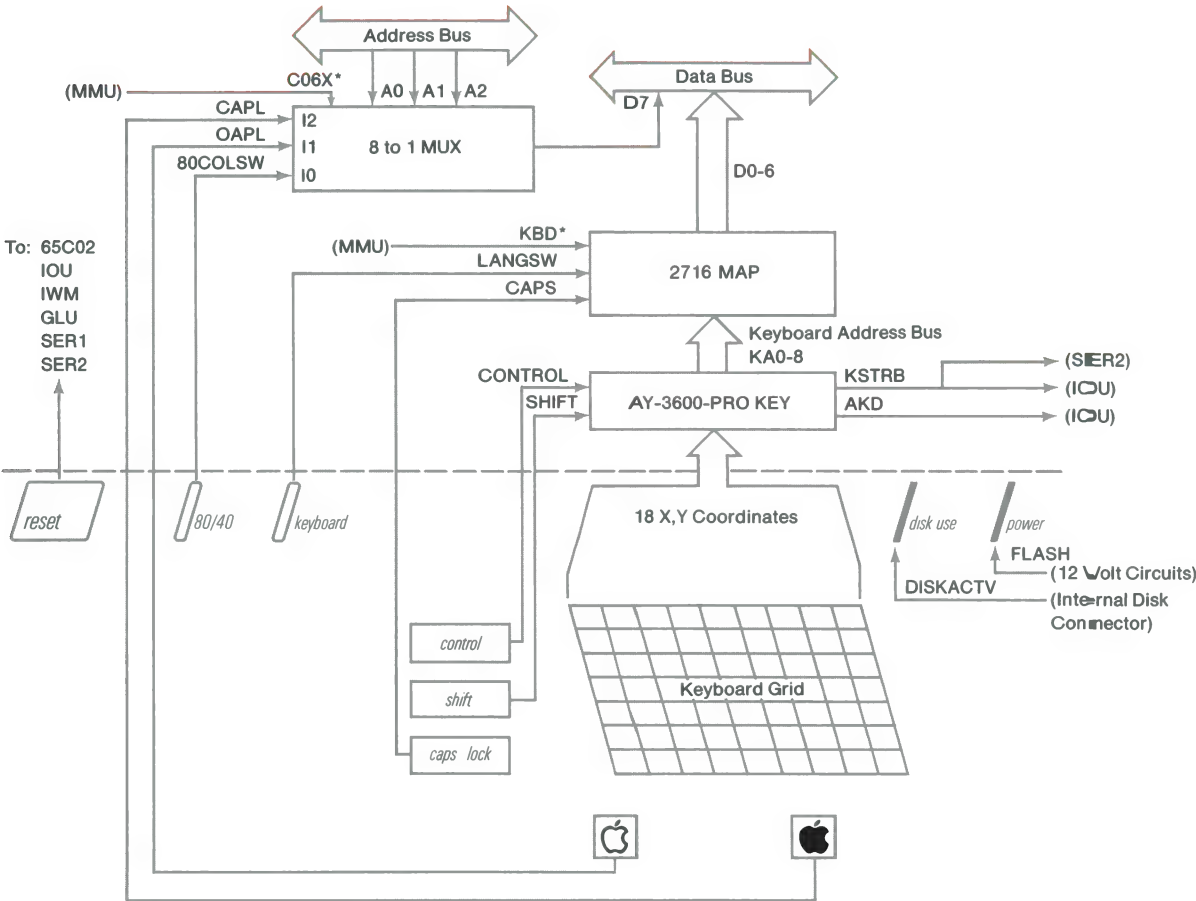 Address Bus
Data Bus
(MMU)
C06X*
A0
A1
A2
D7
CAPL
I2
OAPL
I1
8 to 1 MUX
80COLSW
I0
D0-6
To: 65C02
IOU
IWM
GLU
SER1
SER2
(MMU)
KBD*
LANGSW
2716 MAP
CAPS
Keyboard Address Bus
KA0-8
CONTROL
SHIFT
AY-3600-PRO KEY
KSTRB
AKD
(SER2)
(IOU)
(IOU)
reset
80/40
keyboard
18 X,Y Coordinates
disk use
power
FLASH
(12 Volt Circuits)
DISKACTV
(Internal Disk
Connector)
control
shift
caps lock
Keyboard Grid